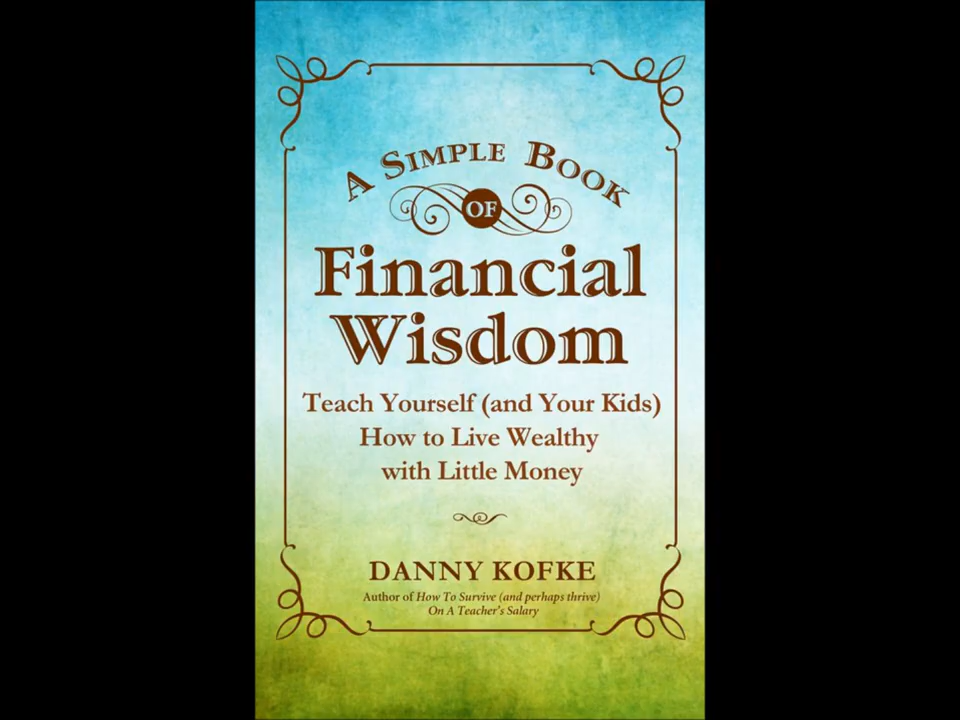 A SIMPLE BOOK
OF
Financial
Wisdom
Teach Yourself (and Your Kids)
How to Live Wealthy
with Little Money
DANNY KOFKE
Author of How To Survive (and perhaps thrive)
On A Teacher's Salary